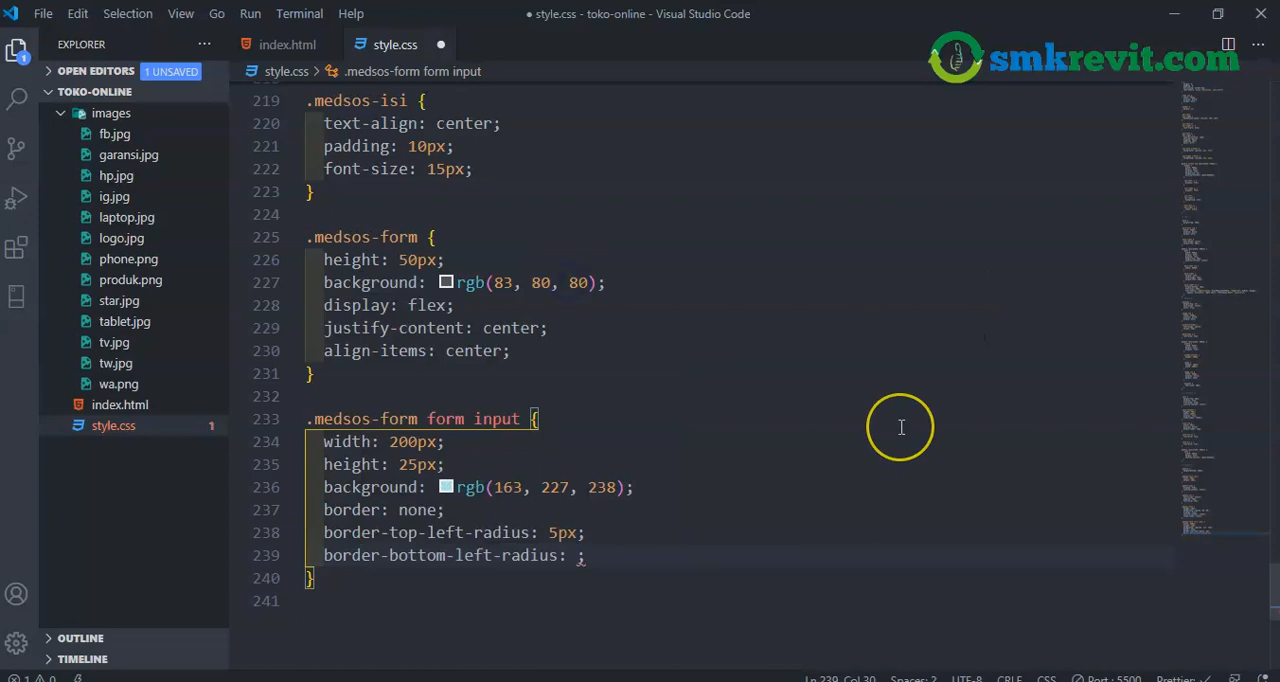 File Edit Selection View Go Run Terminal Help
● style.css - toko-online - Visual Studio Code
smkrevit.com
EXPLORER
index.html
style.css
OPEN EDITORS 1 UNSAVED
TOKO-ONLINE
images
fb.jpg
garansi.jpg
hp.jpg
ig.jpg
laptop.jpg
logo.jpg
phone.png
produk.png
star.jpg
tablet.jpg
tv.jpg
tw.jpg
wa.png
index.html
style.css 1
OUTLINE
TIMELINE
style.css > .medsos-form form input
219 .medsos-isi {
220 text-align: center;
221 padding: 10px;
222 font-size: 15px;
223 }
224
225 .medsos-form {
226 height: 50px;
227 background: rgb(83, 80, 80);
228 display: flex;
229 justify-content: center;
230 align-items: center;
231 }
232
233 .medsos-form form input {
234 width: 200px;
235 height: 25px;
236 background: rgb(163, 227, 238);
237 border: none;
238 border-top-left-radius: 5px;
239 border-bottom-left-radius: ;
240 }
241
1 0 Ln 239, Col 30 Spaces: 2 UTF-8 CRLF CSS Port : 5500 Prettier